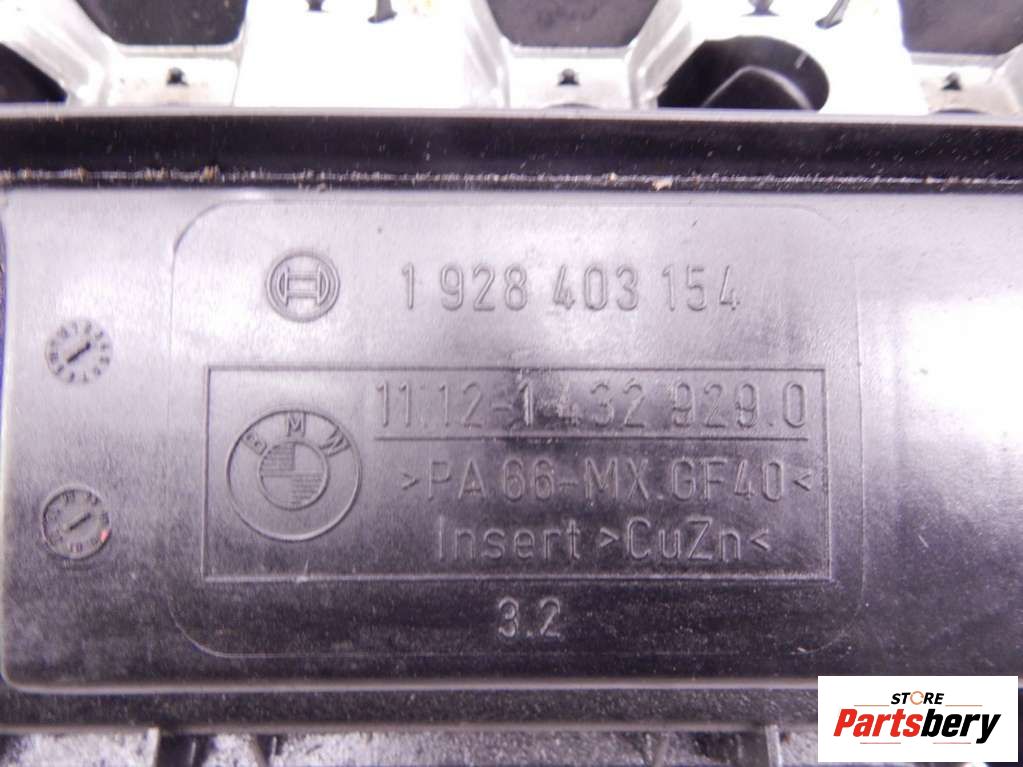 1 928 403 154
11.12-1 432 929.0
BMW
>PA 66-MX.GF40<
Insert >CuZn<
3.2
STORE
Partsbery